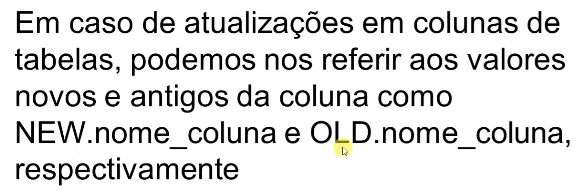 Em caso de atualizações em colunas de
tabelas, podemos nos referir aos valores
novos e antigos da coluna como
NEW.nome_coluna e OLD.nome_coluna,
respectivamente